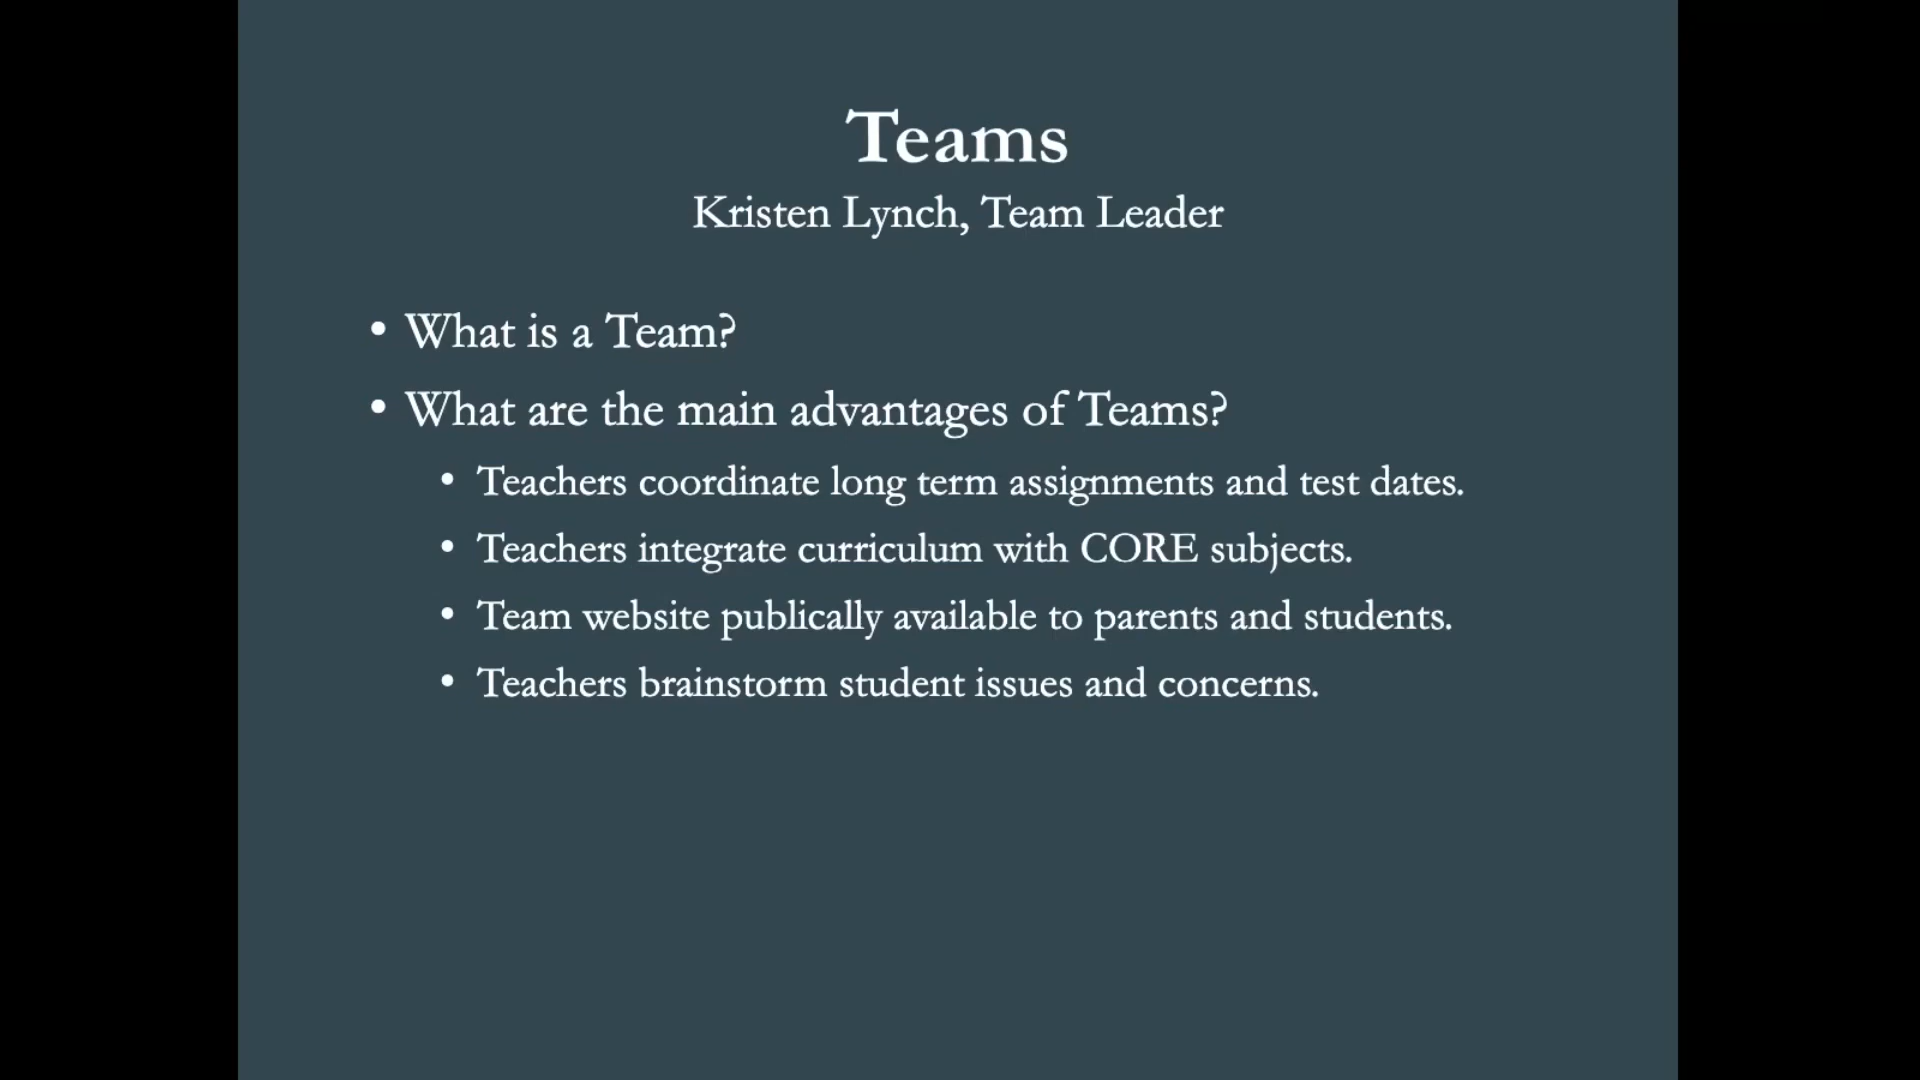 Teams
Kristen Lynch, Team Leader
• What is a Team?
• What are the main advantages of Teams?
• Teachers coordinate long term assignments and test dates.
• Teachers integrate curriculum with CORE subjects.
• Team website publically available to parents and students.
• Teachers brainstorm student issues and concerns.